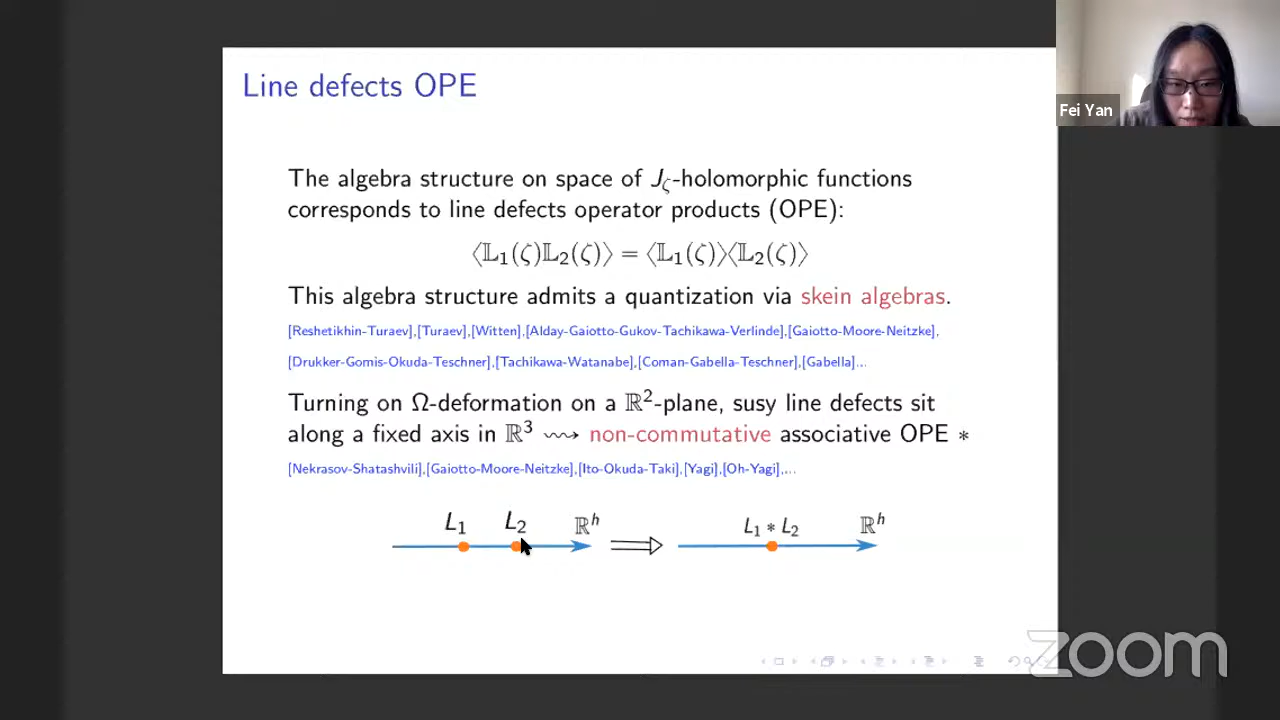 Line defects OPE
Fei Yan
The algebra structure on space of J_ζ-holomorphic functions
corresponds to line defects operator products (OPE):
⟨𝕃₁(ζ)𝕃₂(ζ)⟩ = ⟨𝕃₁(ζ)⟩⟨𝕃₂(ζ)⟩
This algebra structure admits a quantization via skein algebras.
[Reshetikhin-Turaev],[Turaev],[Witten],[Alday-Gaiotto-Gukov-Tachikawa-Verlinde],[Gaiotto-Moore-Neitzke],
[Drukker-Gomis-Okuda-Teschner],[Tachikawa-Watanabe],[Coman-Gabella-Teschner],[Gabella]...
Turning on Ω-deformation on a ℝ²-plane, susy line defects sit
along a fixed axis in ℝ³ ⇝ non-commutative associative OPE ∗
[Nekrasov-Shatashvili],[Gaiotto-Moore-Neitzke],[Ito-Okuda-Taki],[Yagi],[Oh-Yagi],...
L₁ L₂ ℝʰ ⟹ L₁ ∗ L₂ ℝʰ
zoom